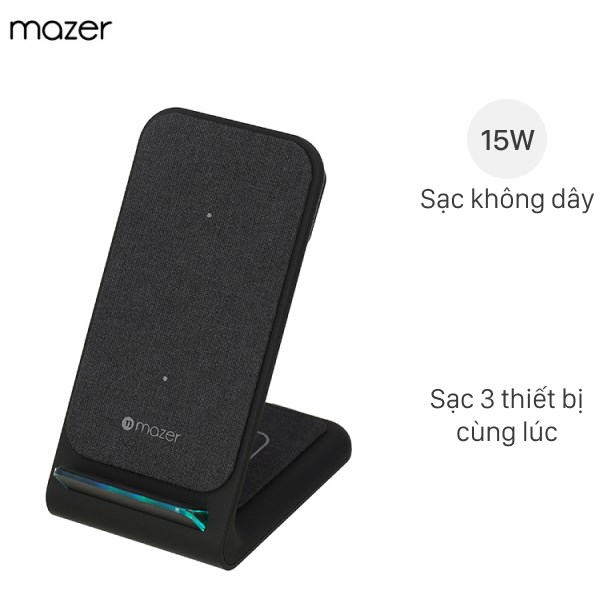 mazer
15W
Sạc không dây
mazer
Sạc 3 thiết bị
cùng lúc